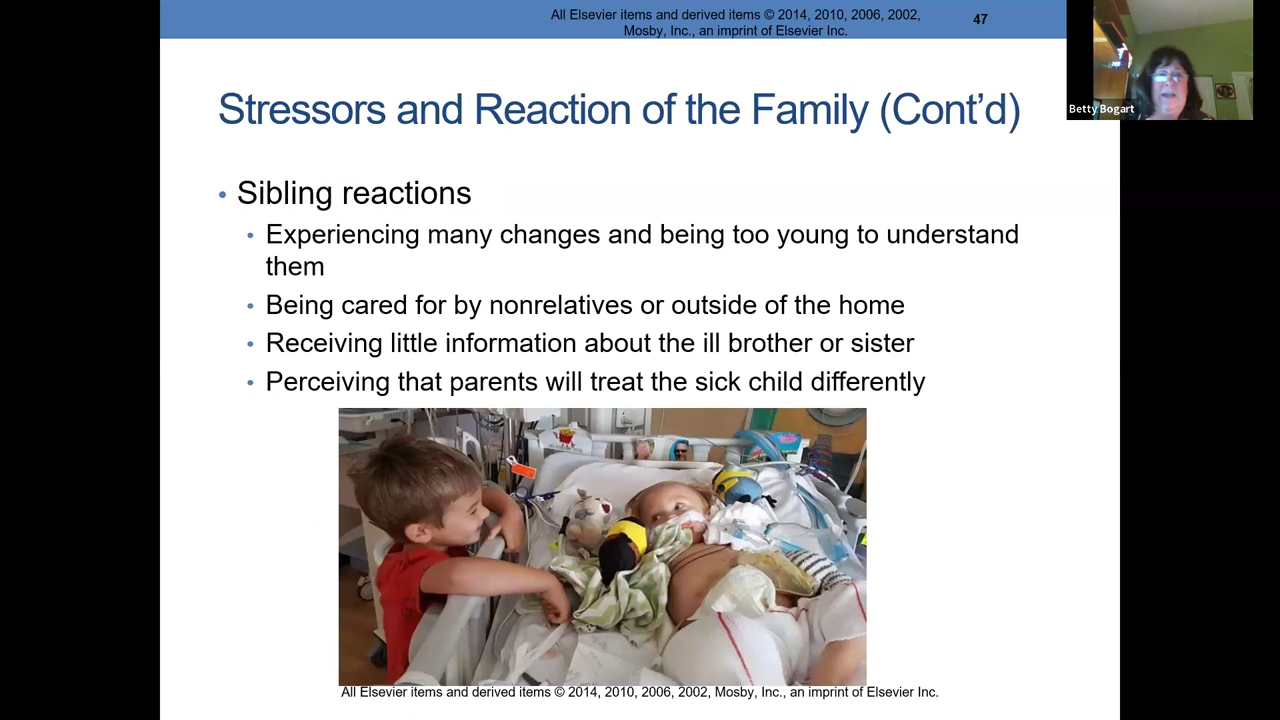 All Elsevier items and derived items © 2014, 2010, 2006, 2002,
Mosby, Inc., an imprint of Elsevier Inc.
47
Betty Bogart
Stressors and Reaction of the Family (Cont’d)
• Sibling reactions
• Experiencing many changes and being too young to understand
them
• Being cared for by nonrelatives or outside of the home
• Receiving little information about the ill brother or sister
• Perceiving that parents will treat the sick child differently
All Elsevier items and derived items © 2014, 2010, 2006, 2002, Mosby, Inc., an imprint of Elsevier Inc.